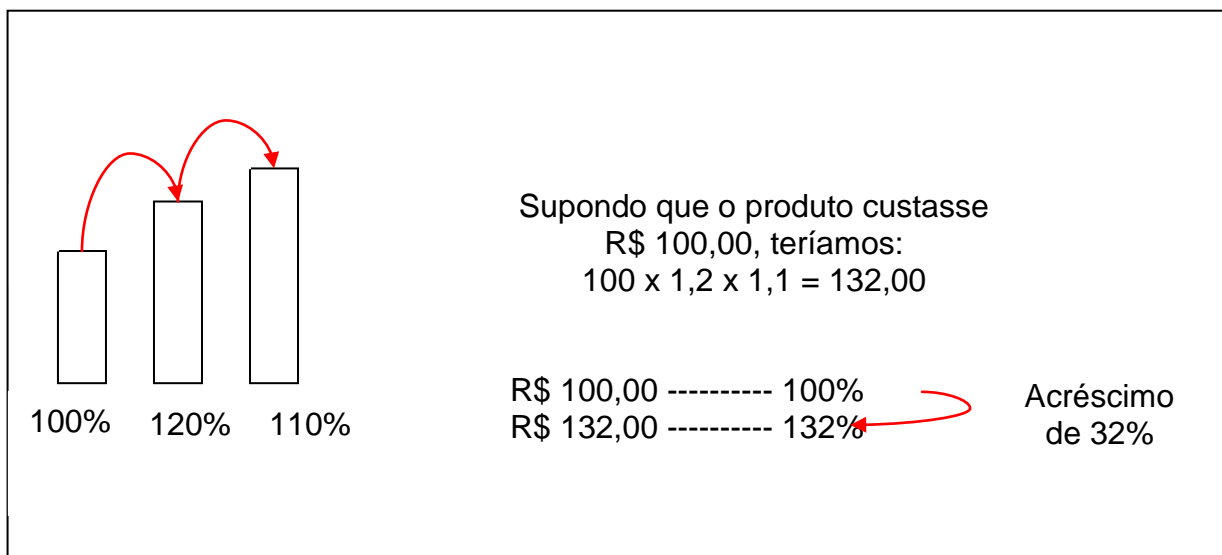 Supondo que o produto custasse
R$ 100,00, teríamos:
100 x 1,2 x 1,1 = 132,00
R$ 100,00 ---------- 100%
R$ 132,00 ---------- 132%
Acréscimo
de 32%
100% 120% 110%